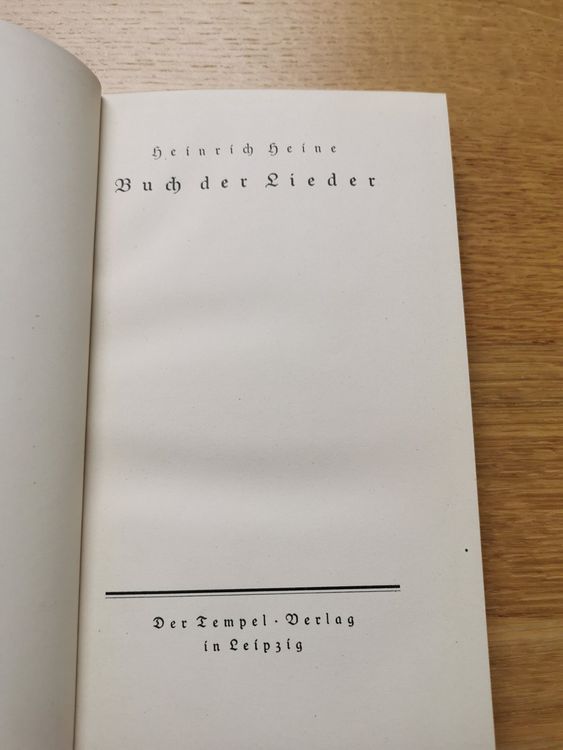 Heinrich Heine
Buch der Lieder
Der Tempel · Verlag
in Leipzig